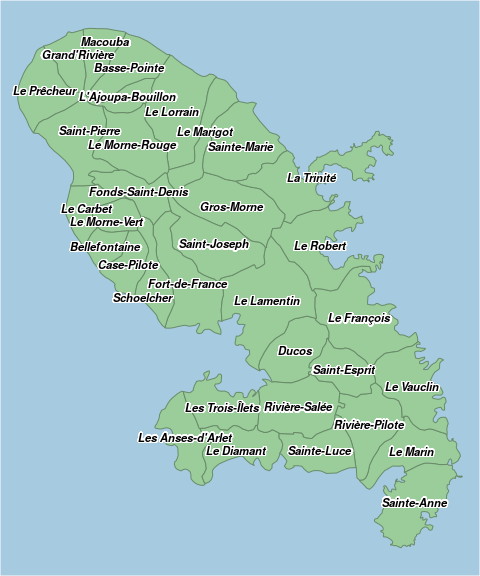 Macouba
Grand'Rivière
Basse-Pointe
Le Prêcheur
L'Ajoupa-Bouillon
Le Lorrain
Saint-Pierre
Le Marigot
Le Morne-Rouge
Sainte-Marie
La Trinité
Fonds-Saint-Denis
Le Carbet
Gros-Morne
Le Morne-Vert
Bellefontaine
Saint-Joseph
Le Robert
Case-Pilote
Fort-de-France
Schoelcher
Le Lamentin
Le François
Ducos
Saint-Esprit
Le Vauclin
Les Trois-Îlets
Rivière-Salée
Rivière-Pilote
Les Anses-d'Arlet
Le Diamant
Sainte-Luce
Le Marin
Sainte-Anne